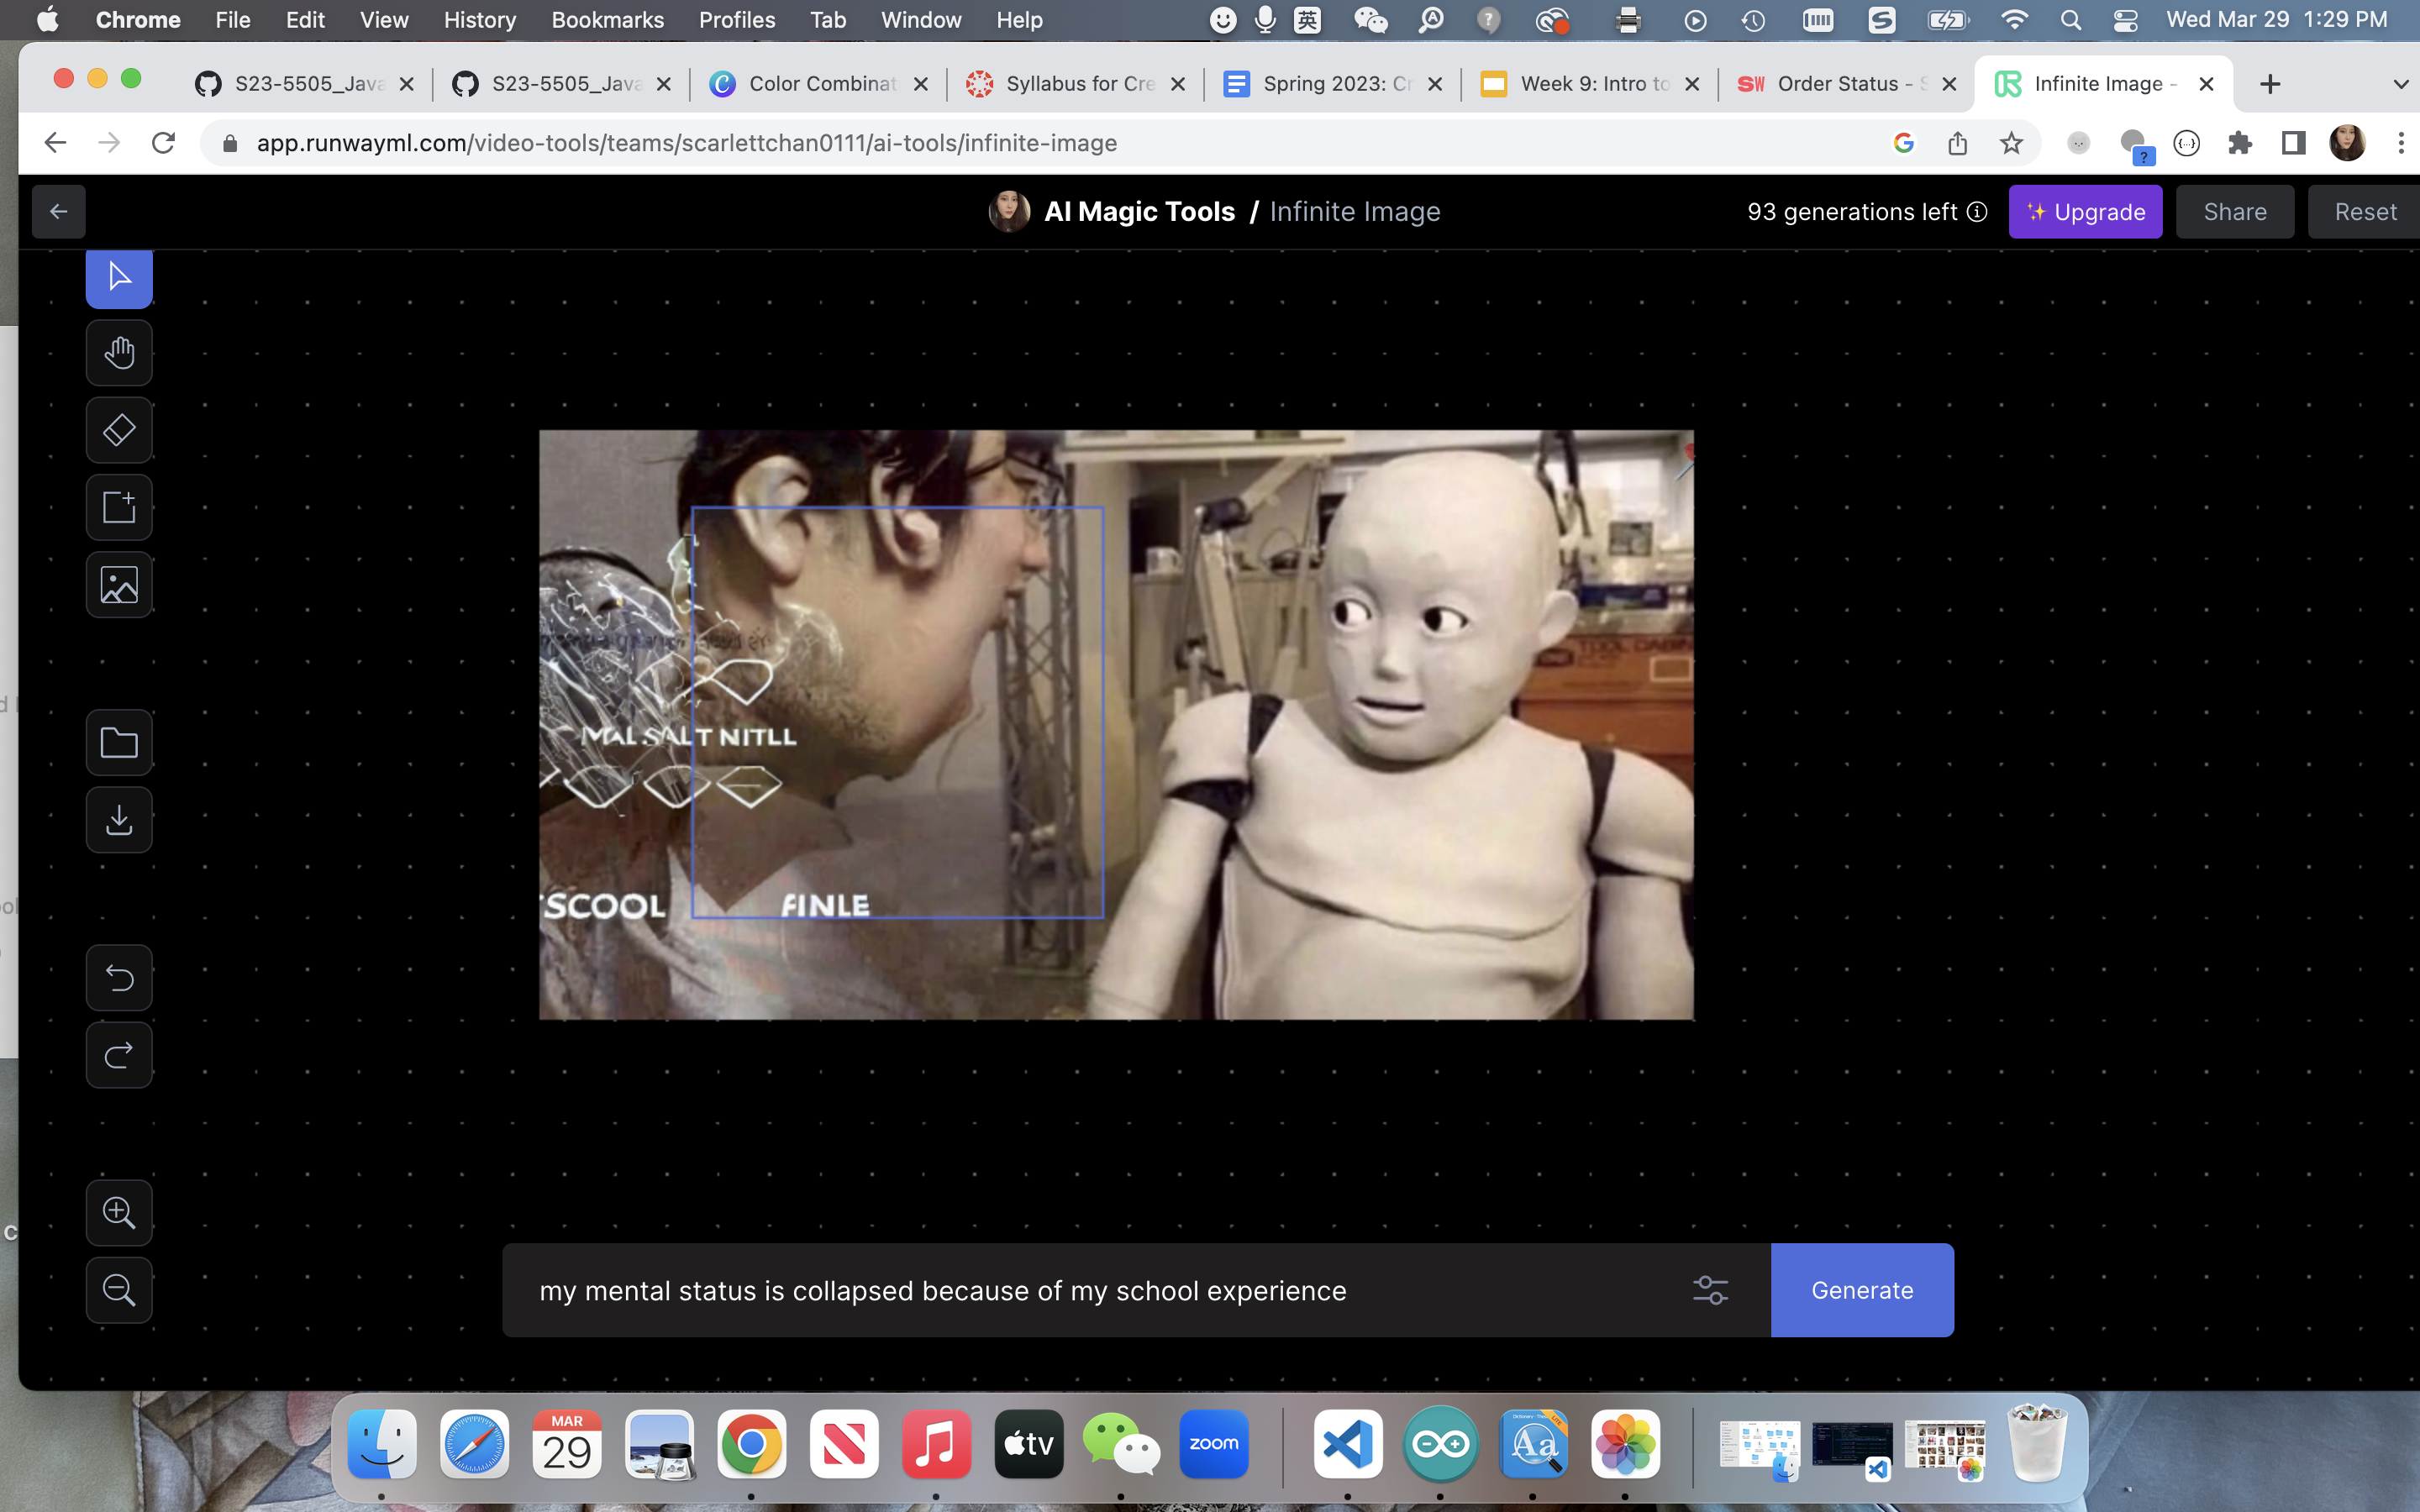 Chrome File Edit View History Bookmarks Profiles Tab Window Help 英 Wed Mar 29 1:29 PM
S23-5505_Java S23-5505_Java Color Combinat Syllabus for Cre Spring 2023: Cr Week 9: Intro to SW Order Status - S Infinite Image -
app.runwayml.com/video-tools/teams/scarlettchan0111/ai-tools/infinite-image
AI Magic Tools / Infinite Image 93 generations left Upgrade Share Reset
MAL SALT NITLL
SCOOL FINLE
my mental status is collapsed because of my school experience Generate
MAR
29 tv zoom Aa